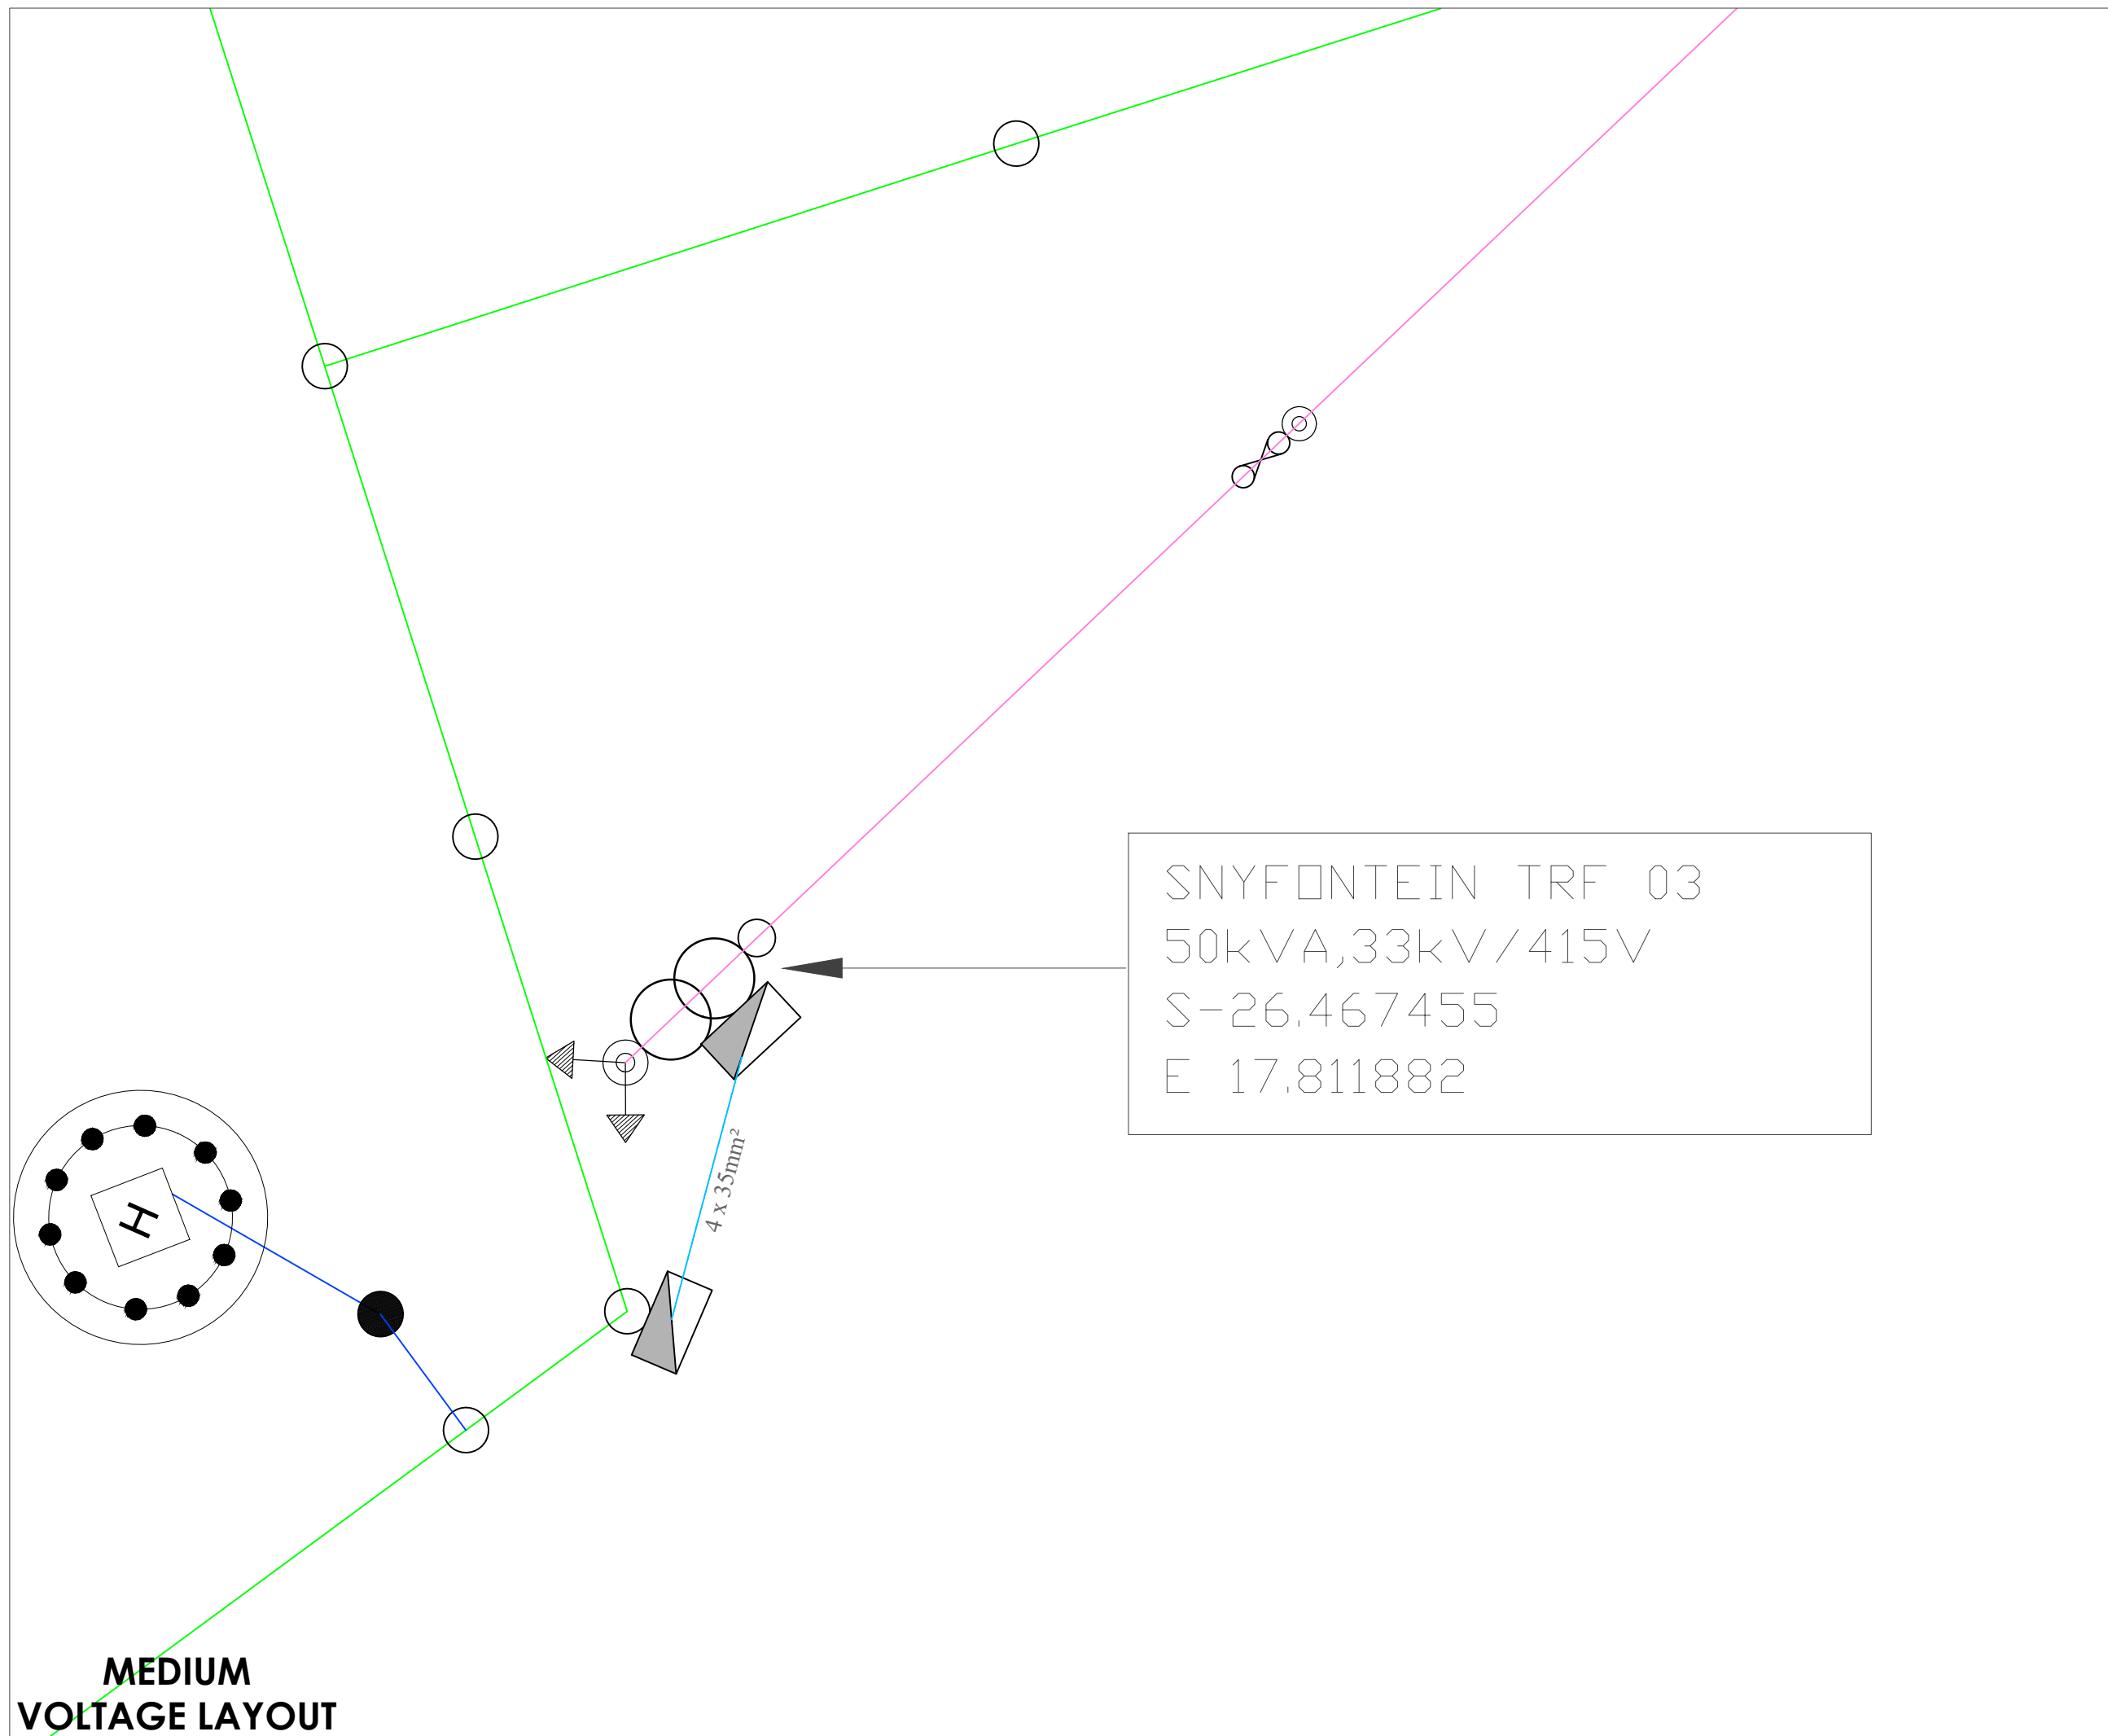 SNYFONTEIN TRF 03
50kVA,33kV/415V
S-26.467455
E 17.811882
4 x 35mm²
H
MEDIUM
VOLTAGE LAYOUT